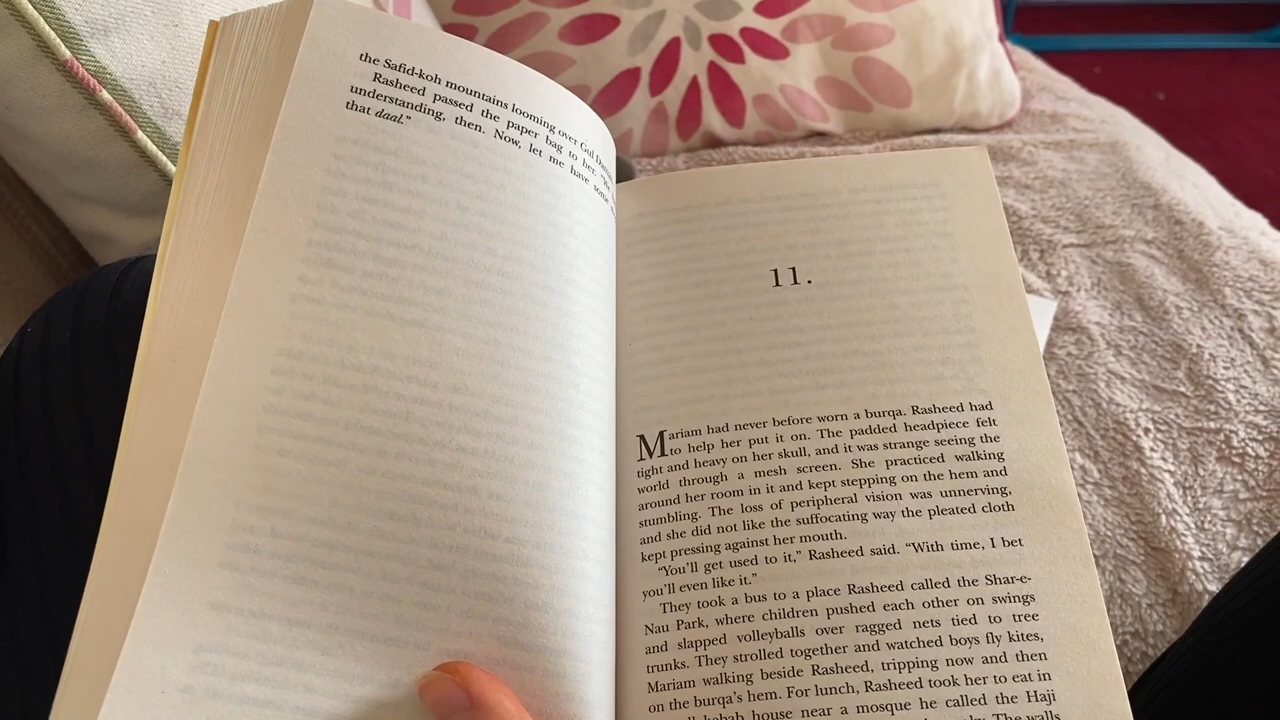 the Safid-koh mountains looming over Gul
Rasheed passed the paper bag to her.
understanding, then. Now, let me have some
that daal.”
11.
Mariam had never before worn a burqa. Rasheed had
to help her put it on. The padded headpiece felt
tight and heavy on her skull, and it was strange seeing the
world through a mesh screen. She practiced walking
around her room in it and kept stepping on the hem and
stumbling. The loss of peripheral vision was unnerving,
and she did not like the suffocating way the pleated cloth
kept pressing against her mouth.
“You’ll get used to it,” Rasheed said. “With time, I bet
you’ll even like it.”
They took a bus to a place Rasheed called the Shar-e-
Nau Park, where children pushed each other on swings
and slapped volleyballs over ragged nets tied to tree
trunks. They strolled together and watched boys fly kites,
Mariam walking beside Rasheed, tripping now and then
on the burqa’s hem. For lunch, Rasheed took her to eat in
kebab house near a mosque he called the Haji
The walls